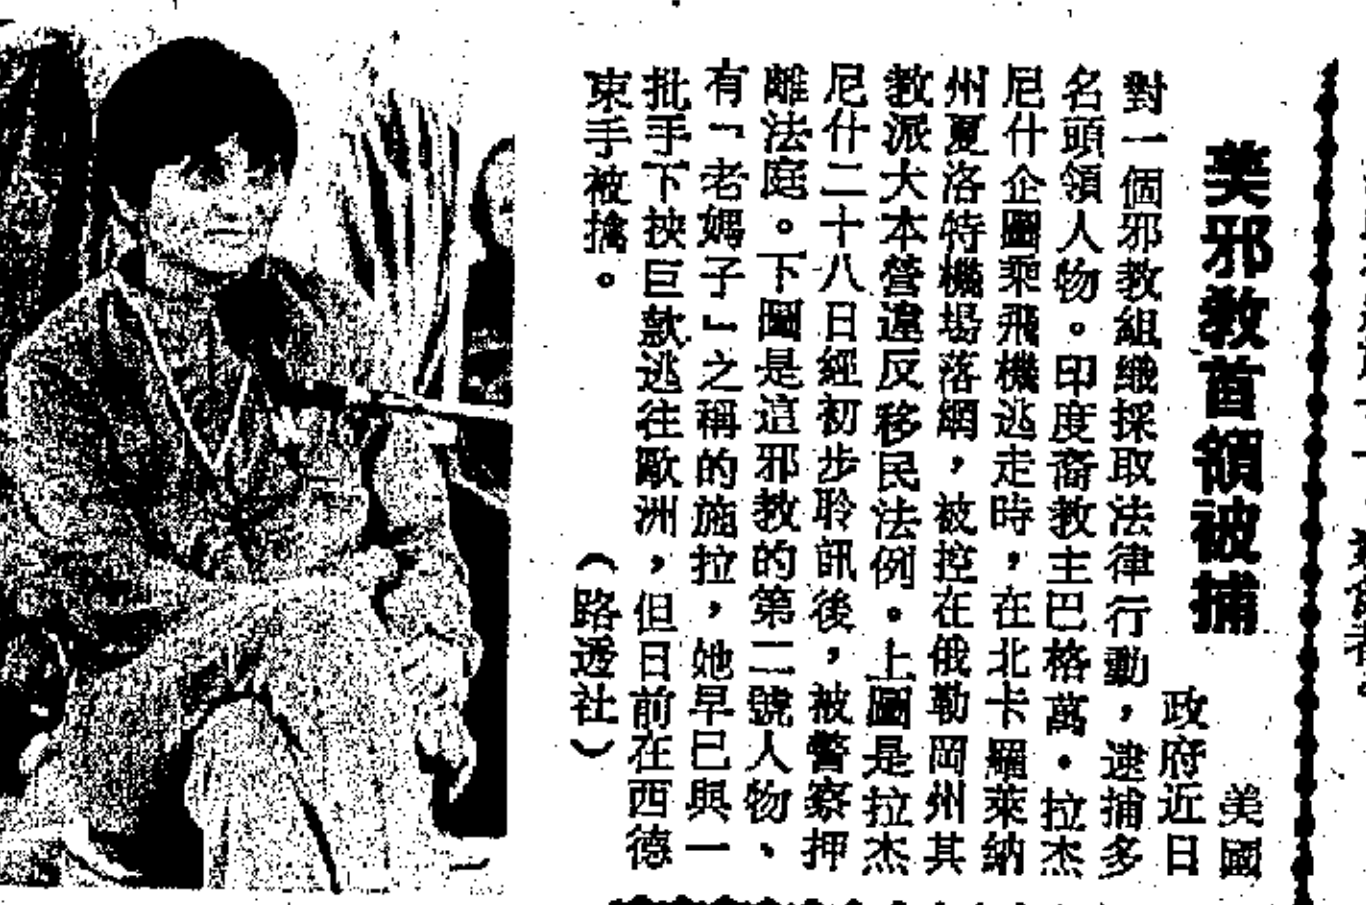 美邪教首領被捕
美國
政府近日
對一個邪教組織採取法律行動，逮捕多
名頭領人物。印度裔教主巴格萬・拉杰
尼什企圖乘飛機逃走時，在北卡羅萊納
州夏洛特機場落網，被控在俄勒岡州其
教派大本營違反移民法例。上圖是拉杰
尼什二十八日經初步聆訊後，被警察押
離法庭。下圖是這邪教的第二號人物、
有「老媽子」之稱的施拉，她早已與一
批手下挾巨款逃往歐洲，但日前在西德
束手被擒。
（路透社）